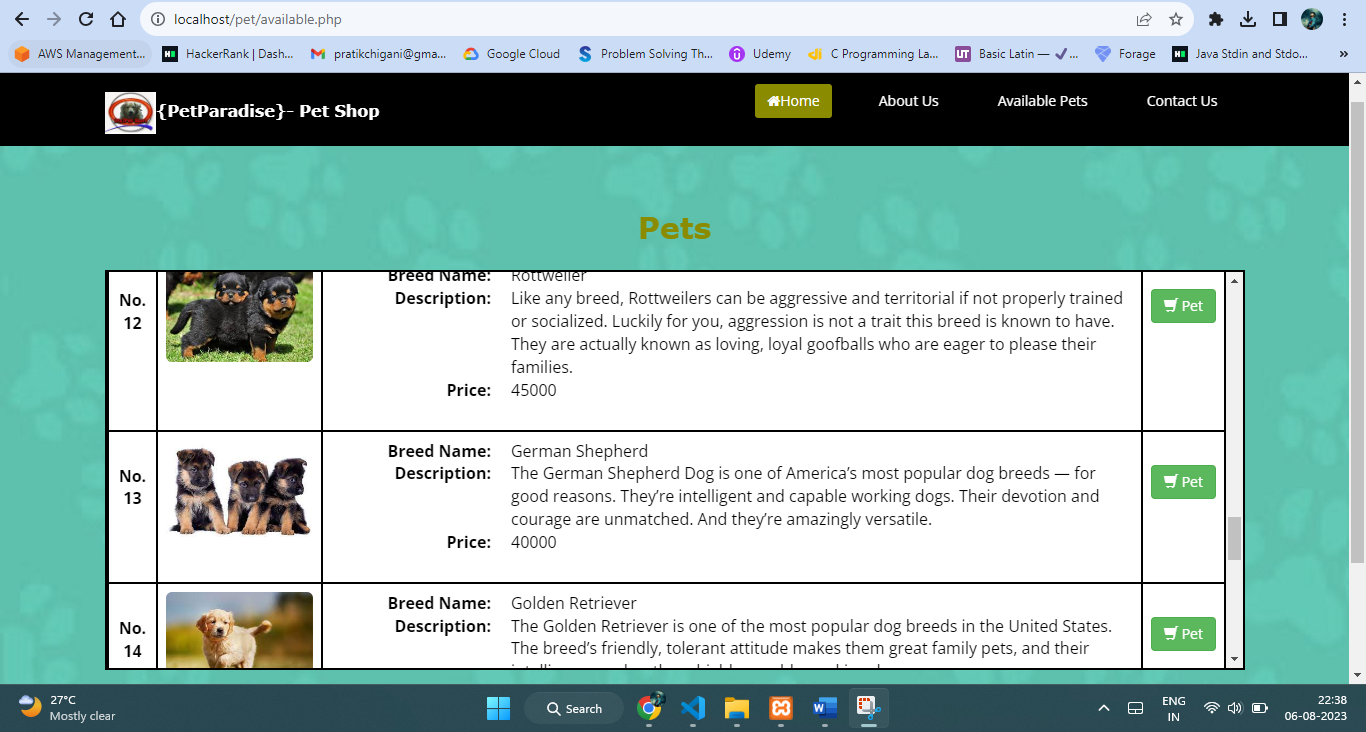 localhost/pet/available.php
AWS Management...
HackerRank | Dash...
pratikchigani@gma...
Google Cloud
Problem Solving Th...
Udemy
C Programming La...
Basic Latin — ✓...
Forage
Java Stdin and Stdo...
»
{PetParadise}- Pet Shop
Home
About Us
Available Pets
Contact Us
Pets
No. 12
Breed Name: Rottweiler
Description: Like any breed, Rottweilers can be aggressive and territorial if not properly trained
or socialized. Luckily for you, aggression is not a trait this breed is known to have.
They are actually known as loving, loyal goofballs who are eager to please their
families.
Price: 45000
Pet
No. 13
Breed Name: German Shepherd
Description: The German Shepherd Dog is one of America’s most popular dog breeds — for
good reasons. They’re intelligent and capable working dogs. Their devotion and
courage are unmatched. And they’re amazingly versatile.
Price: 40000
Pet
No. 14
Breed Name: Golden Retriever
Description: The Golden Retriever is one of the most popular dog breeds in the United States.
The breed’s friendly, tolerant attitude makes them great family pets, and their
Pet
27°C
Mostly clear
Search
ENG
IN
22:38
06-08-2023